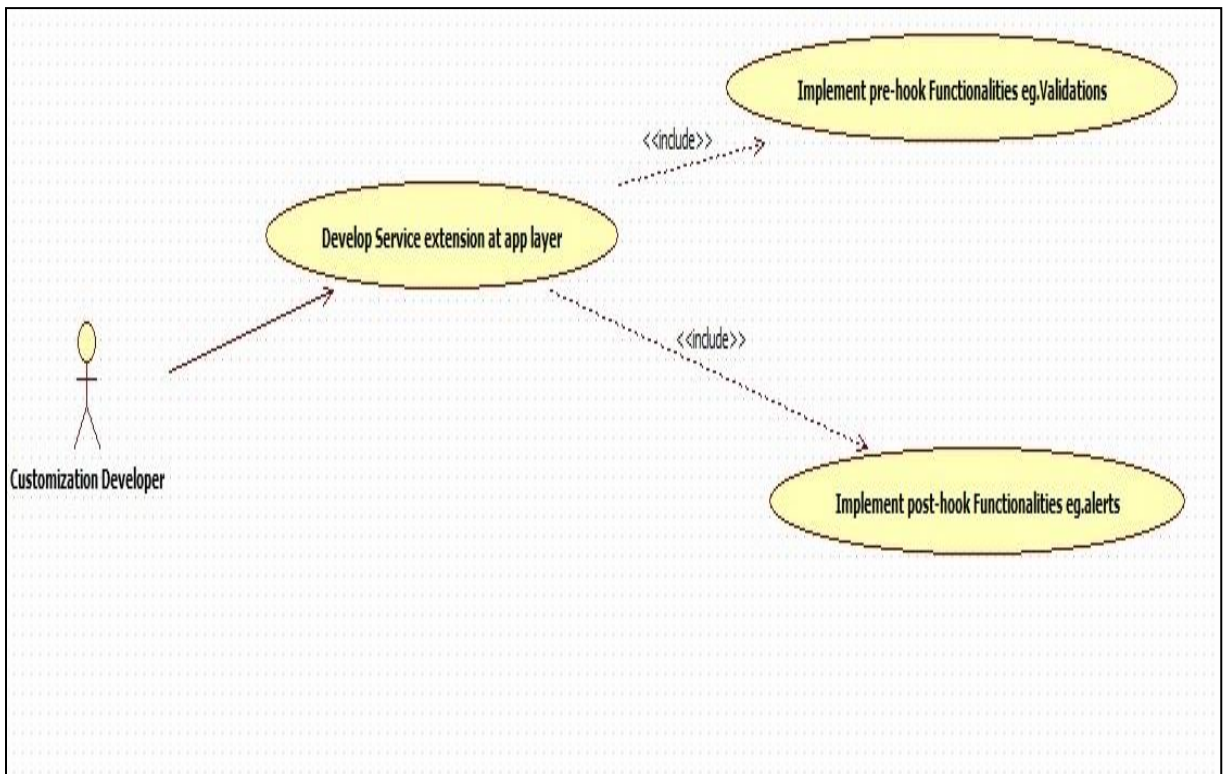 Implement pre-hook Functionalities eg.Validations
<<include>>
Develop Service extension at app layer
<<include>>
Customization Developer
Implement post-hook Functionalities eg.alerts